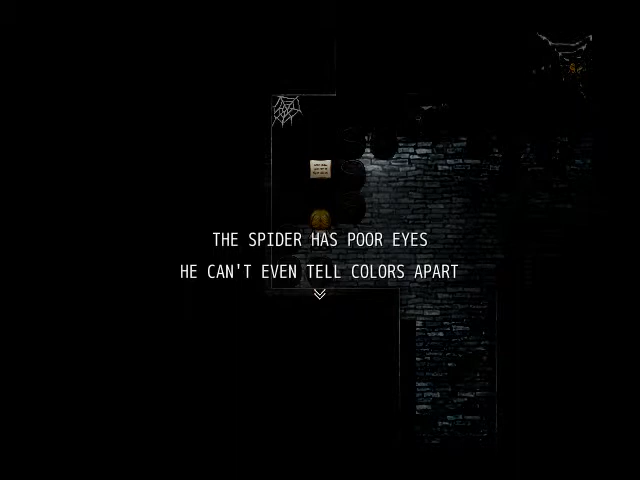 THE SPIDER HAS POOR EYES
HE CAN'T EVEN TELL COLORS APART